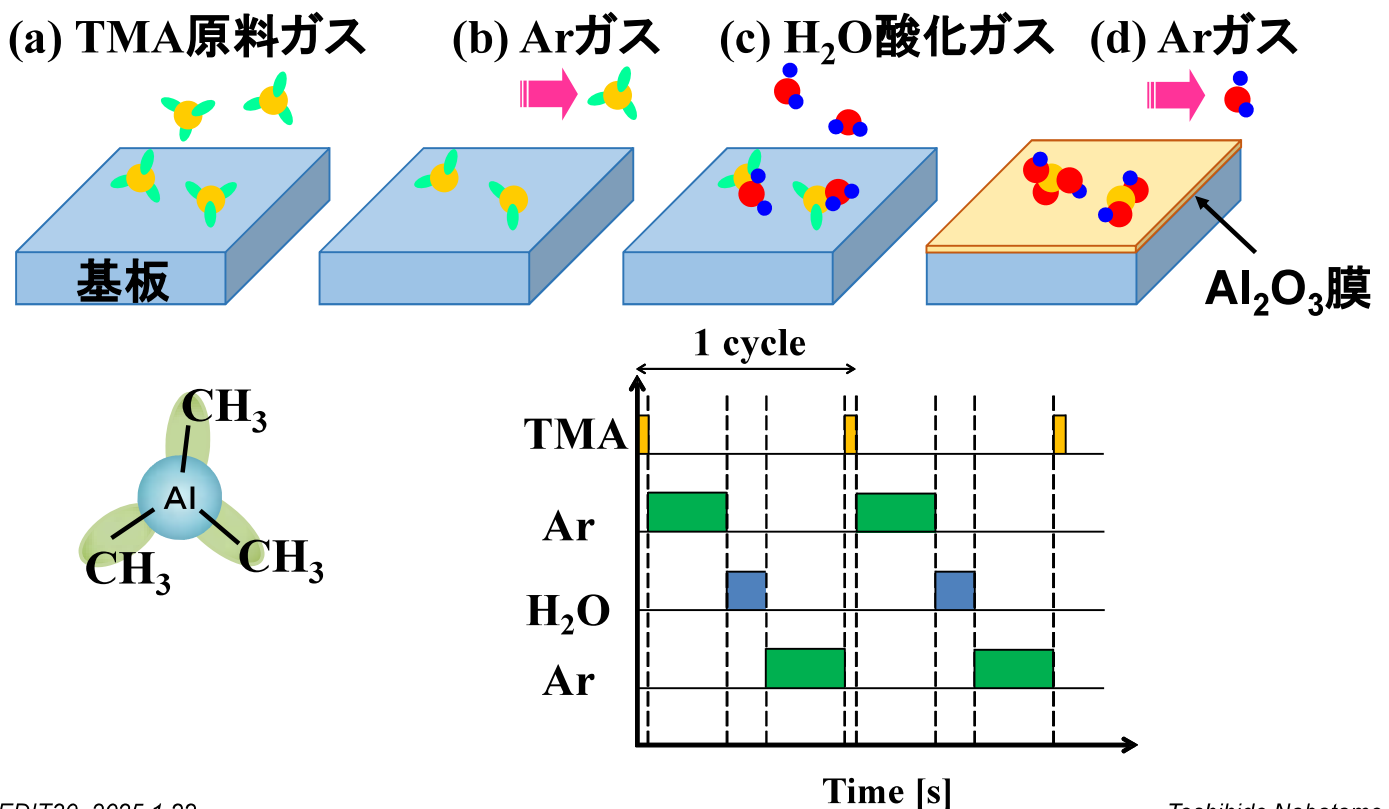 (a) TMA原料ガス
(b) Arガス
(c) H₂O酸化ガス
(d) Arガス
基板
Al₂O₃膜
1 cycle
CH₃
Al
CH₃
CH₃
TMA
Ar
H₂O
Ar
Time [s]